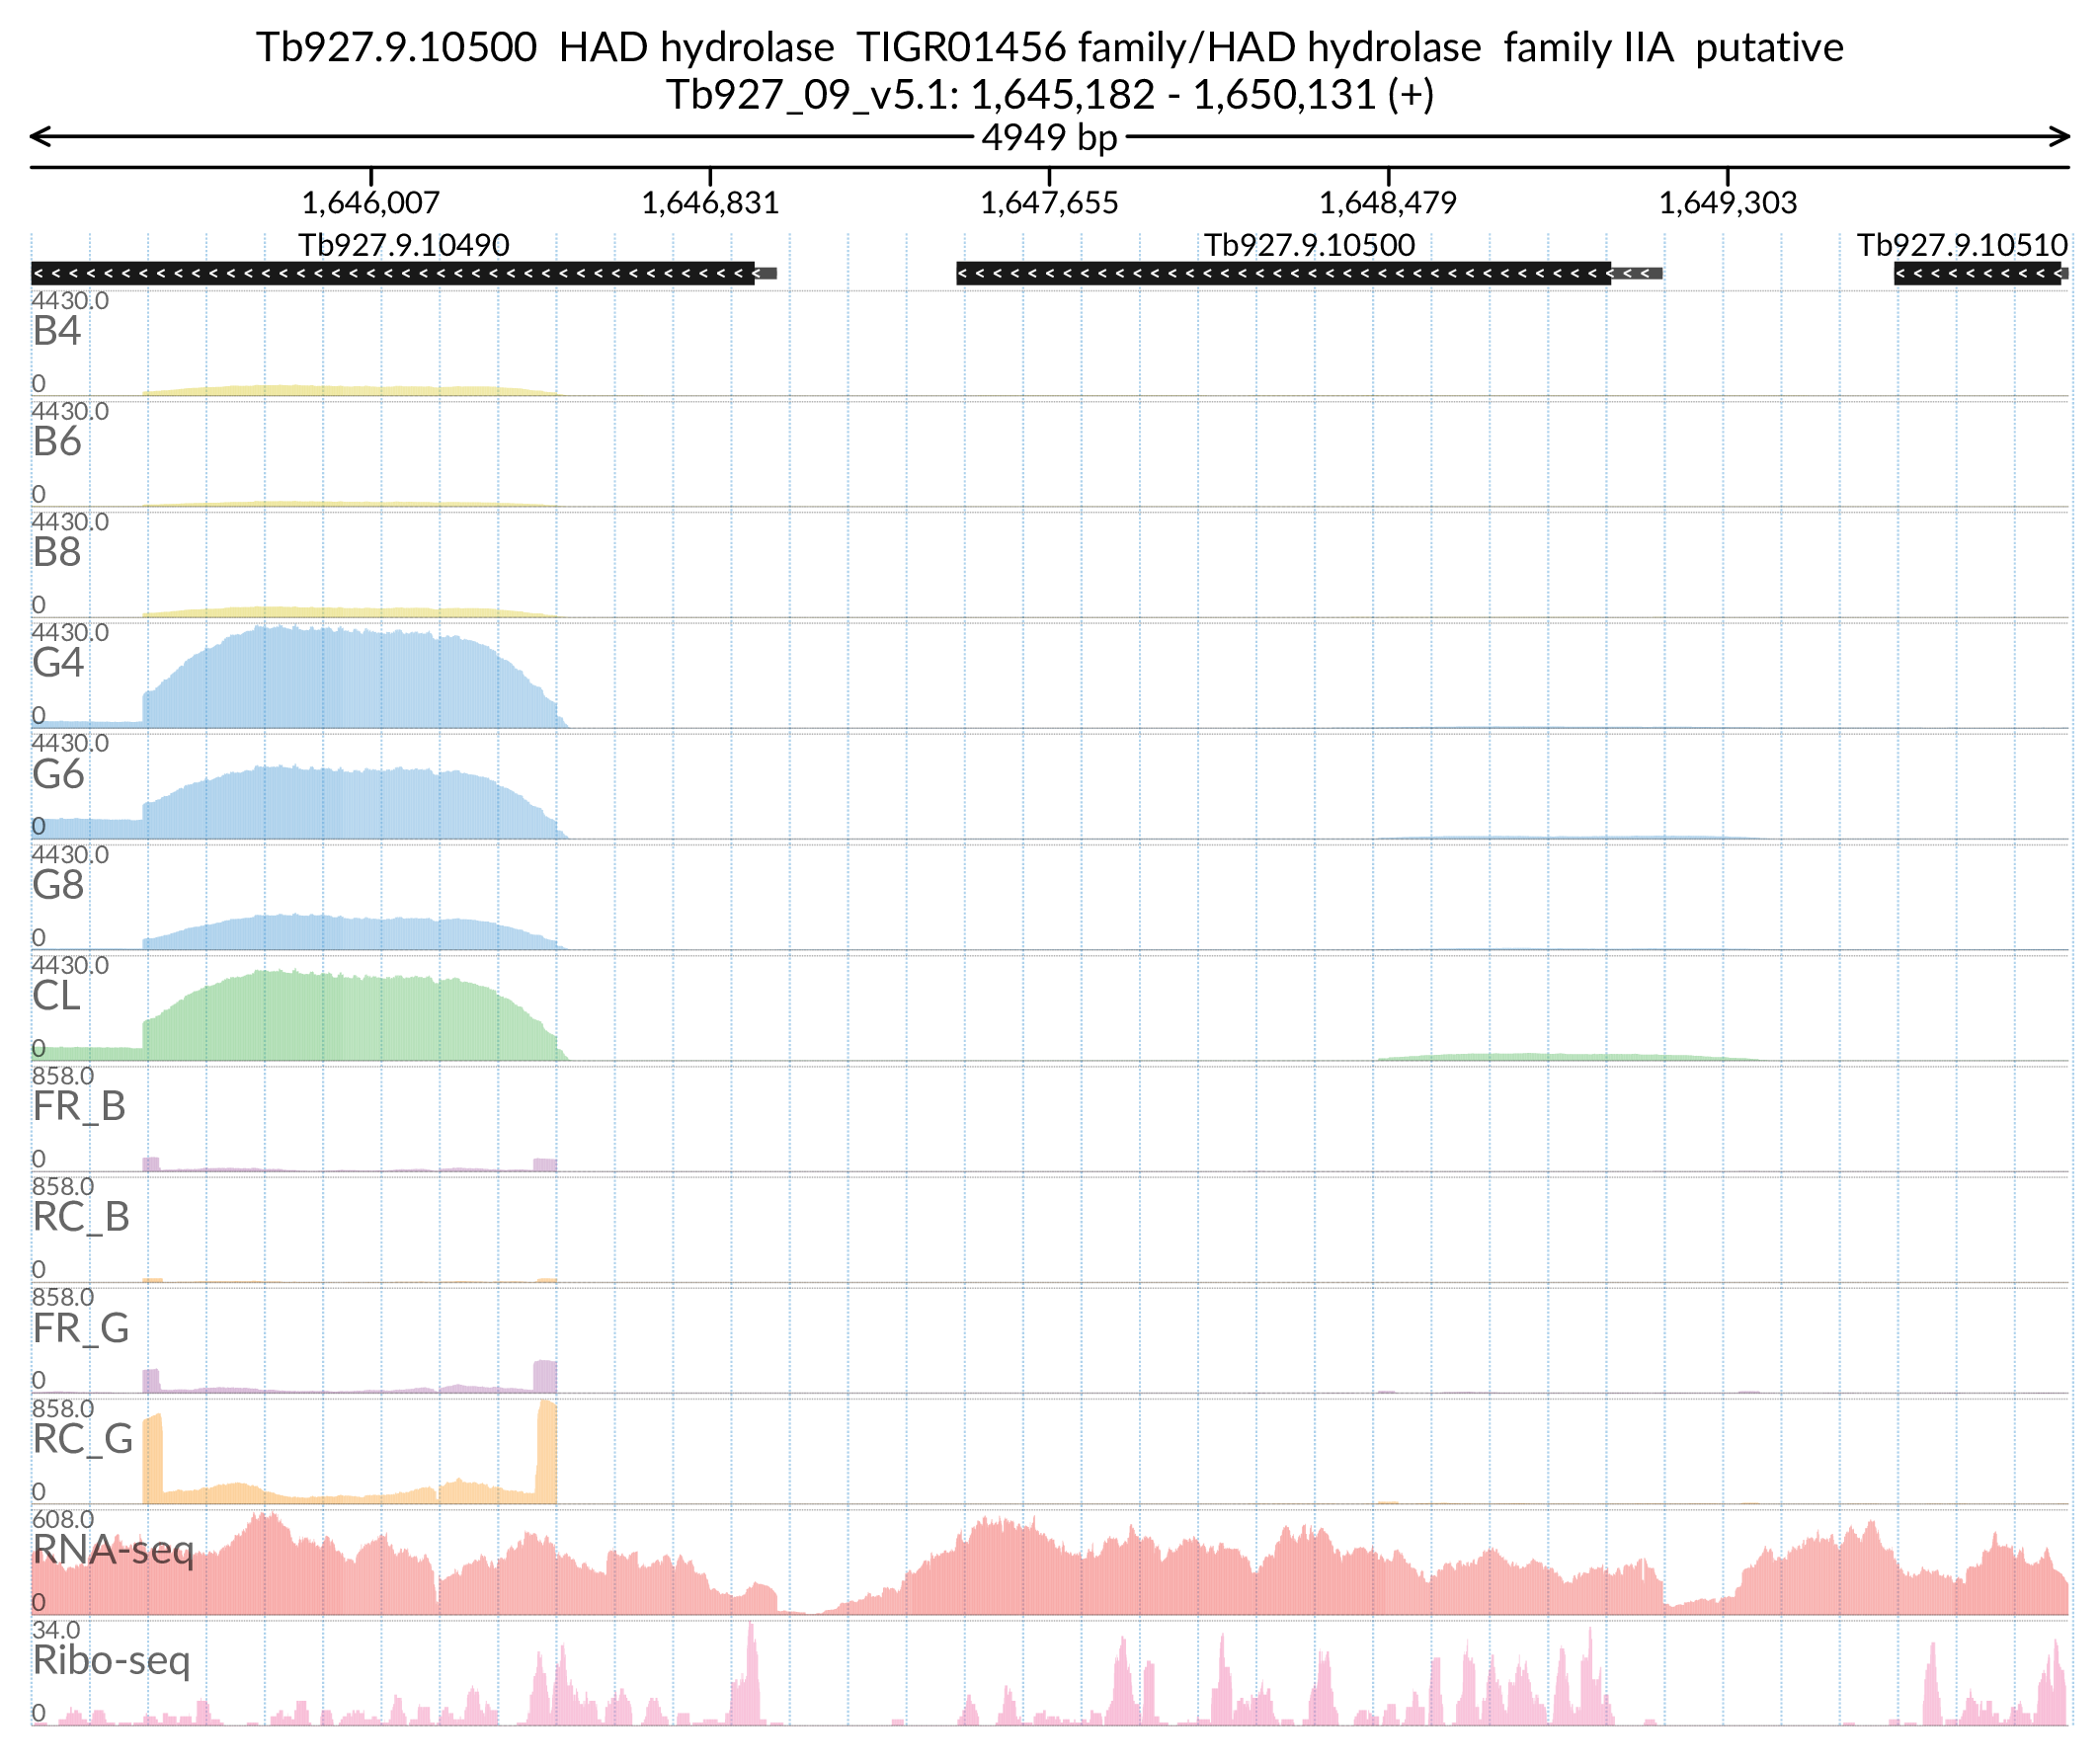 Tb927.9.10500  HAD hydrolase  TIGR01456 family/HAD hydrolase  family IIA  putative
Tb927_09_v5.1: 1,645,182 - 1,650,131 (+)
4949 bp
1,646,007 1,646,831 1,647,655 1,648,479 1,649,303
Tb927.9.10490 Tb927.9.10500 Tb927.9.10510
4430.0
B4
0
4430.0
B6
0
4430.0
B8
0
4430.0
G4
0
4430.0
G6
0
4430.0
G8
0
4430.0
CL
0
858.0
FR_B
0
858.0
RC_B
0
858.0
FR_G
0
858.0
RC_G
0
608.0
RNA-seq
0
34.0
Ribo-seq
0